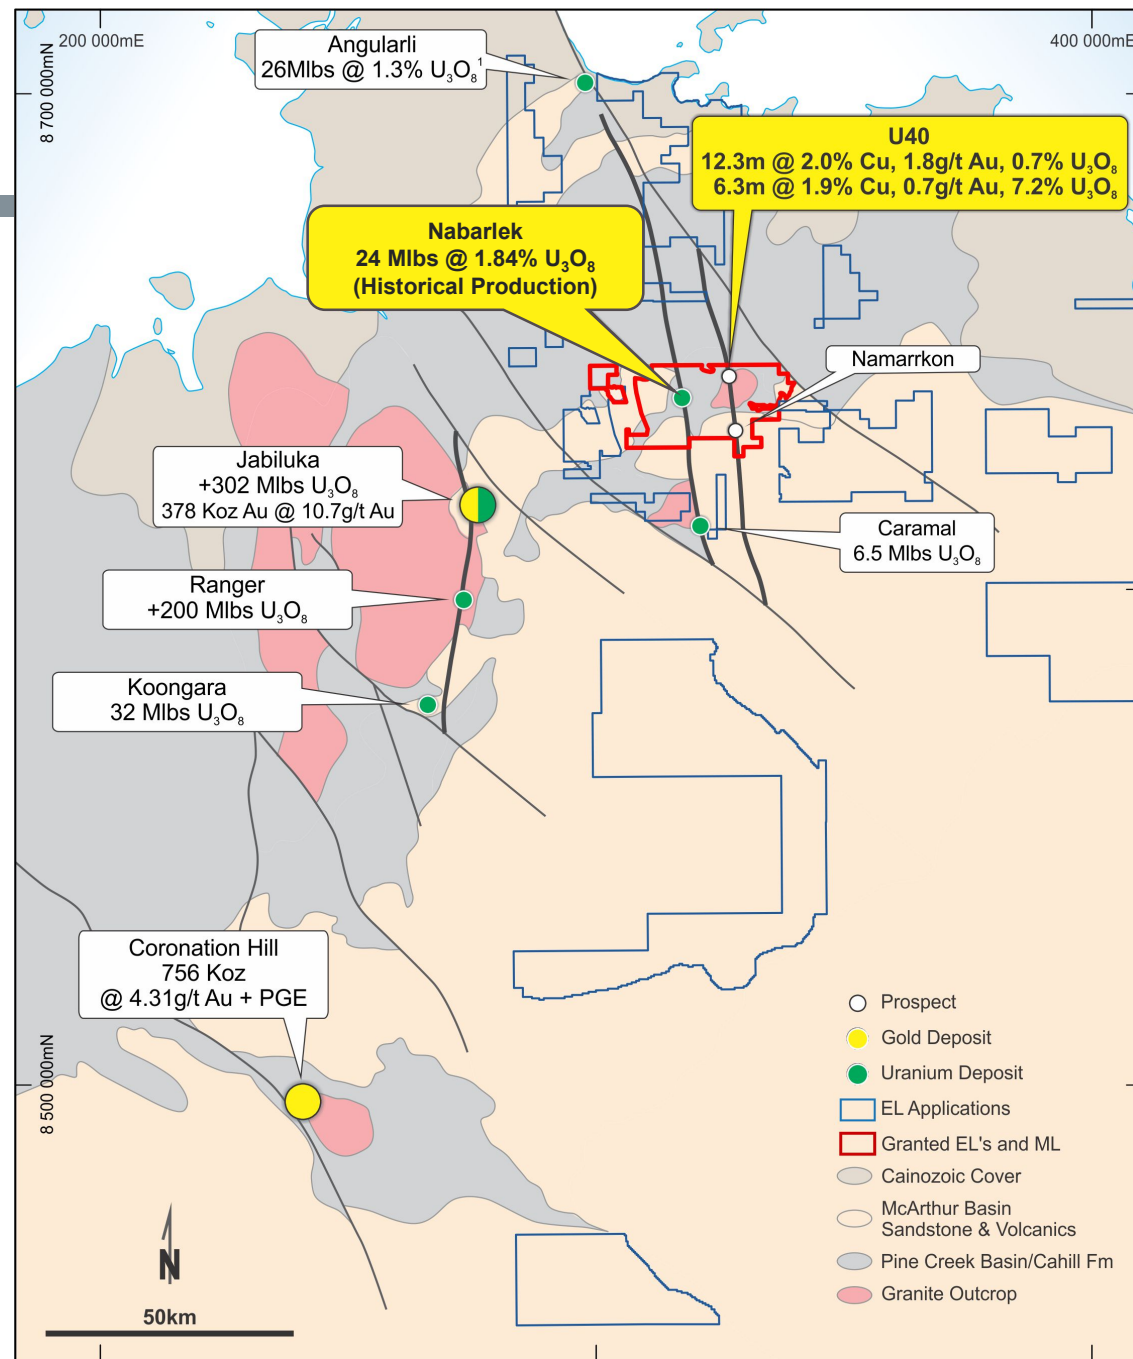 200 000mE
400 000mE
8 700 000mN
Angularli
26Mlbs @ 1.3% U₃O₈¹
U40
12.3m @ 2.0% Cu, 1.8g/t Au, 0.7% U₃O₈
6.3m @ 1.9% Cu, 0.7g/t Au, 7.2% U₃O₈
Nabarlek
24 Mlbs @ 1.84% U₃O₈
(Historical Production)
Namarrkon
Jabiluka
+302 Mlbs U₃O₈
378 Koz Au @ 10.7g/t Au
Caramal
6.5 Mlbs U₃O₈
Ranger
+200 Mlbs U₃O₈
Koongara
32 Mlbs U₃O₈
Coronation Hill
756 Koz
@ 4.31g/t Au + PGE
8 500 000mN
Prospect
Gold Deposit
Uranium Deposit
EL Applications
Granted EL's and ML
Cainozoic Cover
McArthur Basin
Sandstone & Volcanics
Pine Creek Basin/Cahill Fm
Granite Outcrop
N
50km